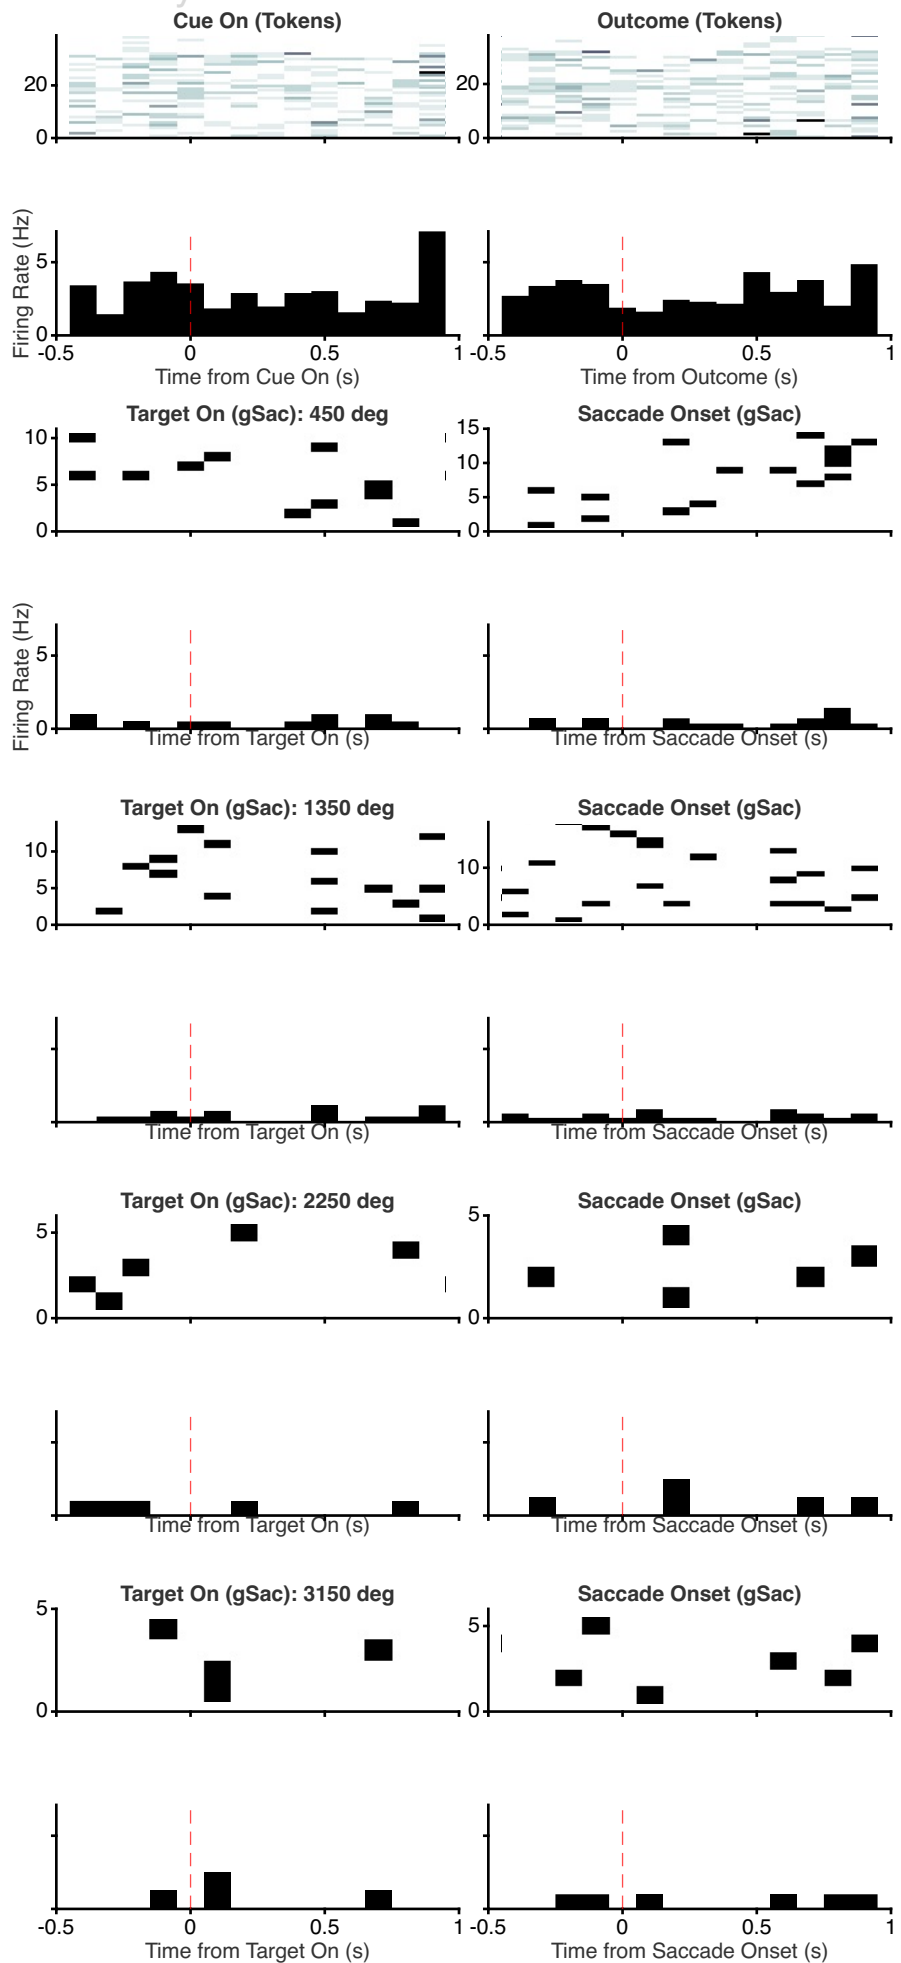 Cue On (Tokens) Outcome (Tokens)
20 20
0 0
Firing Rate (Hz)
5
0
-0.5 0 0.5 1 -0.5 0 0.5 1
Time from Cue On (s) Time from Outcome (s)
Target On (gSac): 450 deg Saccade Onset (gSac)
10 15
5 10
0 5
0
Firing Rate (Hz)
5
0
Time from Target On (s) Time from Saccade Onset (s)
Target On (gSac): 1350 deg Saccade Onset (gSac)
10 10
5
0 0
Time from Target On (s) Time from Saccade Onset (s)
Target On (gSac): 2250 deg Saccade Onset (gSac)
5 5
0 0
Time from Target On (s) Time from Saccade Onset (s)
Target On (gSac): 3150 deg Saccade Onset (gSac)
5 5
0 0
-0.5 0 0.5 1 -0.5 0 0.5 1
Time from Target On (s) Time from Saccade Onset (s)